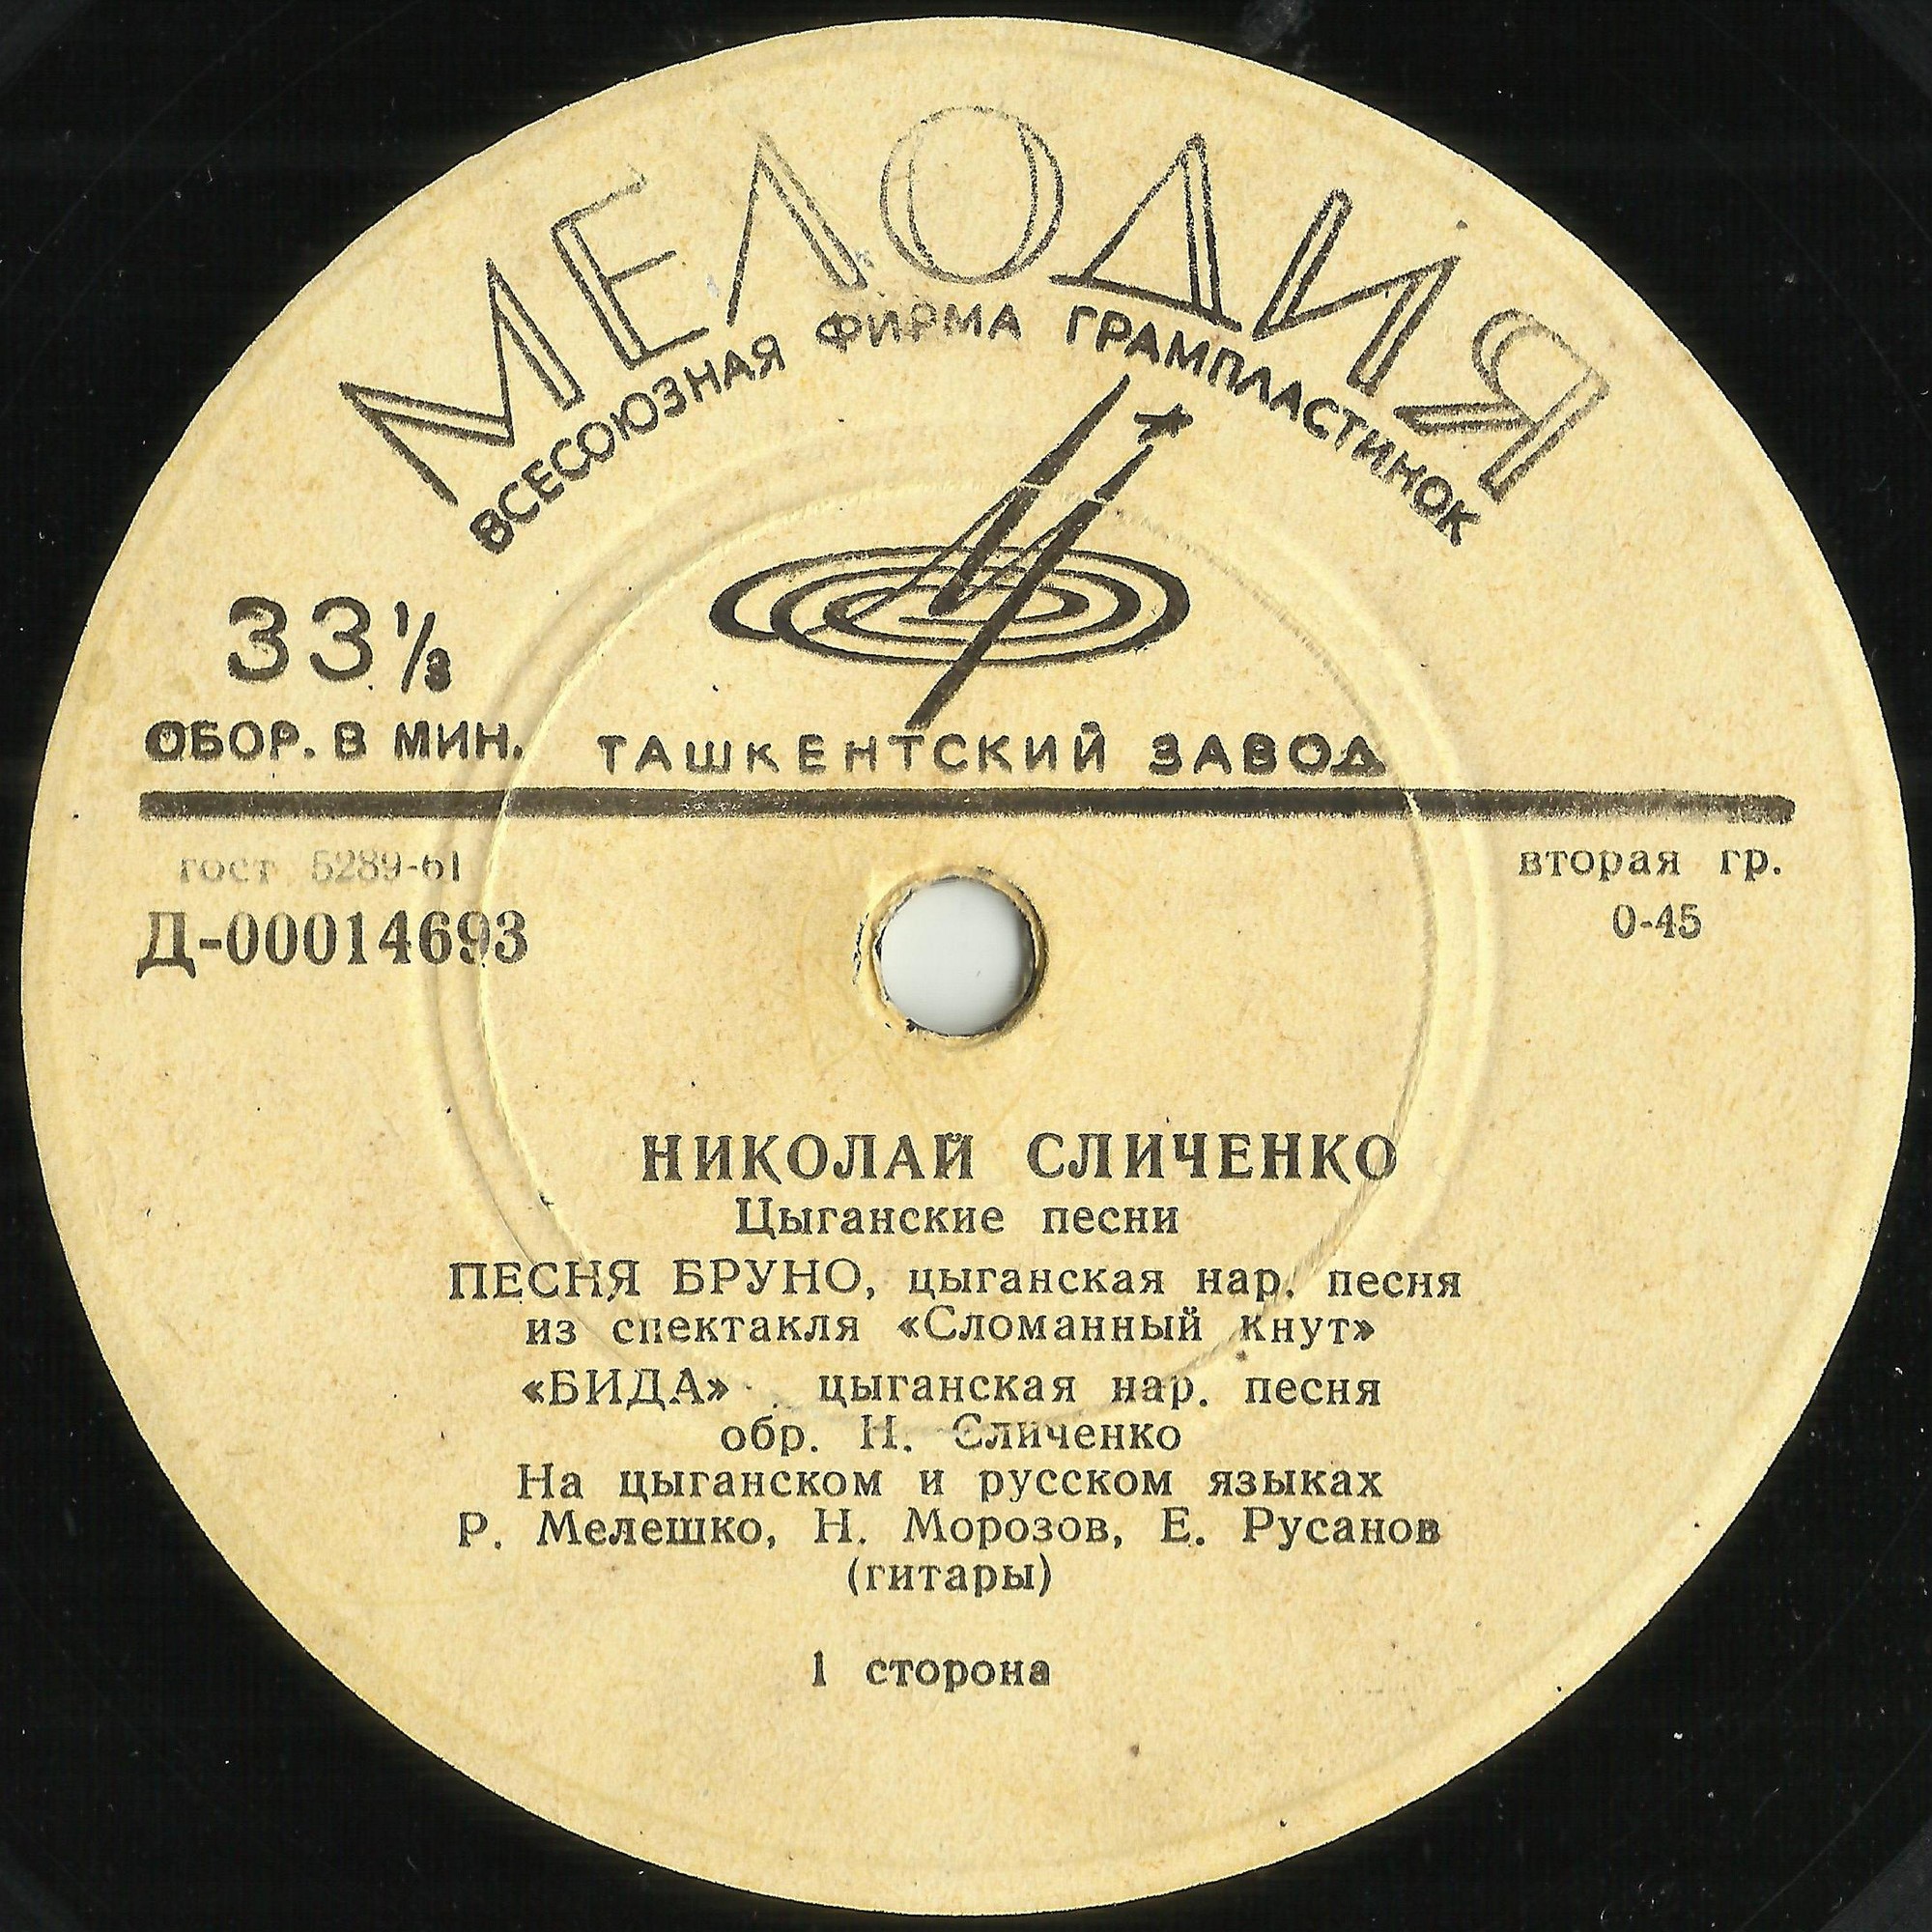 МЕЛОДИЯ
ВСЕСОЮЗНАЯ ФИРМА ГРАМПЛАСТИНОК
33⅓
ОБОР. В МИН.
ТАШКЕНТСКИЙ ЗАВОД
гост 5289-61
Д-00014693
вторая гр.
0-45
НИКОЛАЙ СЛИЧЕНКО
Цыганские песни
ПЕСНЯ БРУНО, цыганская нар. песня
из спектакля «Сломанный кнут»
«БИДА» цыганская нар. песня
обр. Н. Сличенко
На цыганском и русском языках
Р. Мелешко, Н. Морозов, Е. Русанов
(гитары)
1 сторона